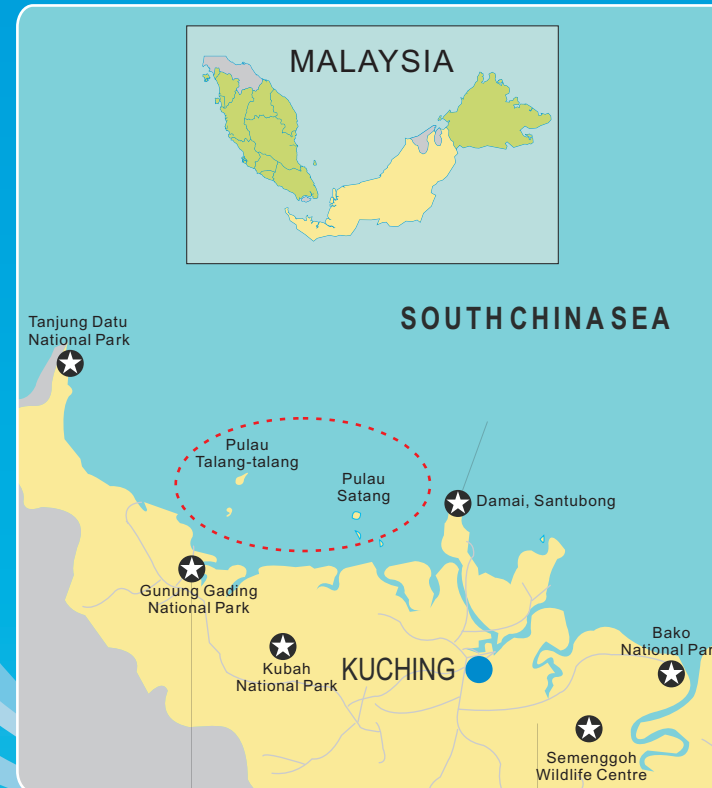 MALAYSIA
SOUTH CHINA SEA
Tanjung Datu
National Park
Pulau
Talang-talang
Pulau
Satang
Damai, Santubong
Gunung Gading
National Park
Kubah
National Park
KUCHING
Bako
National Par
Semenggoh
Wildlife Centre